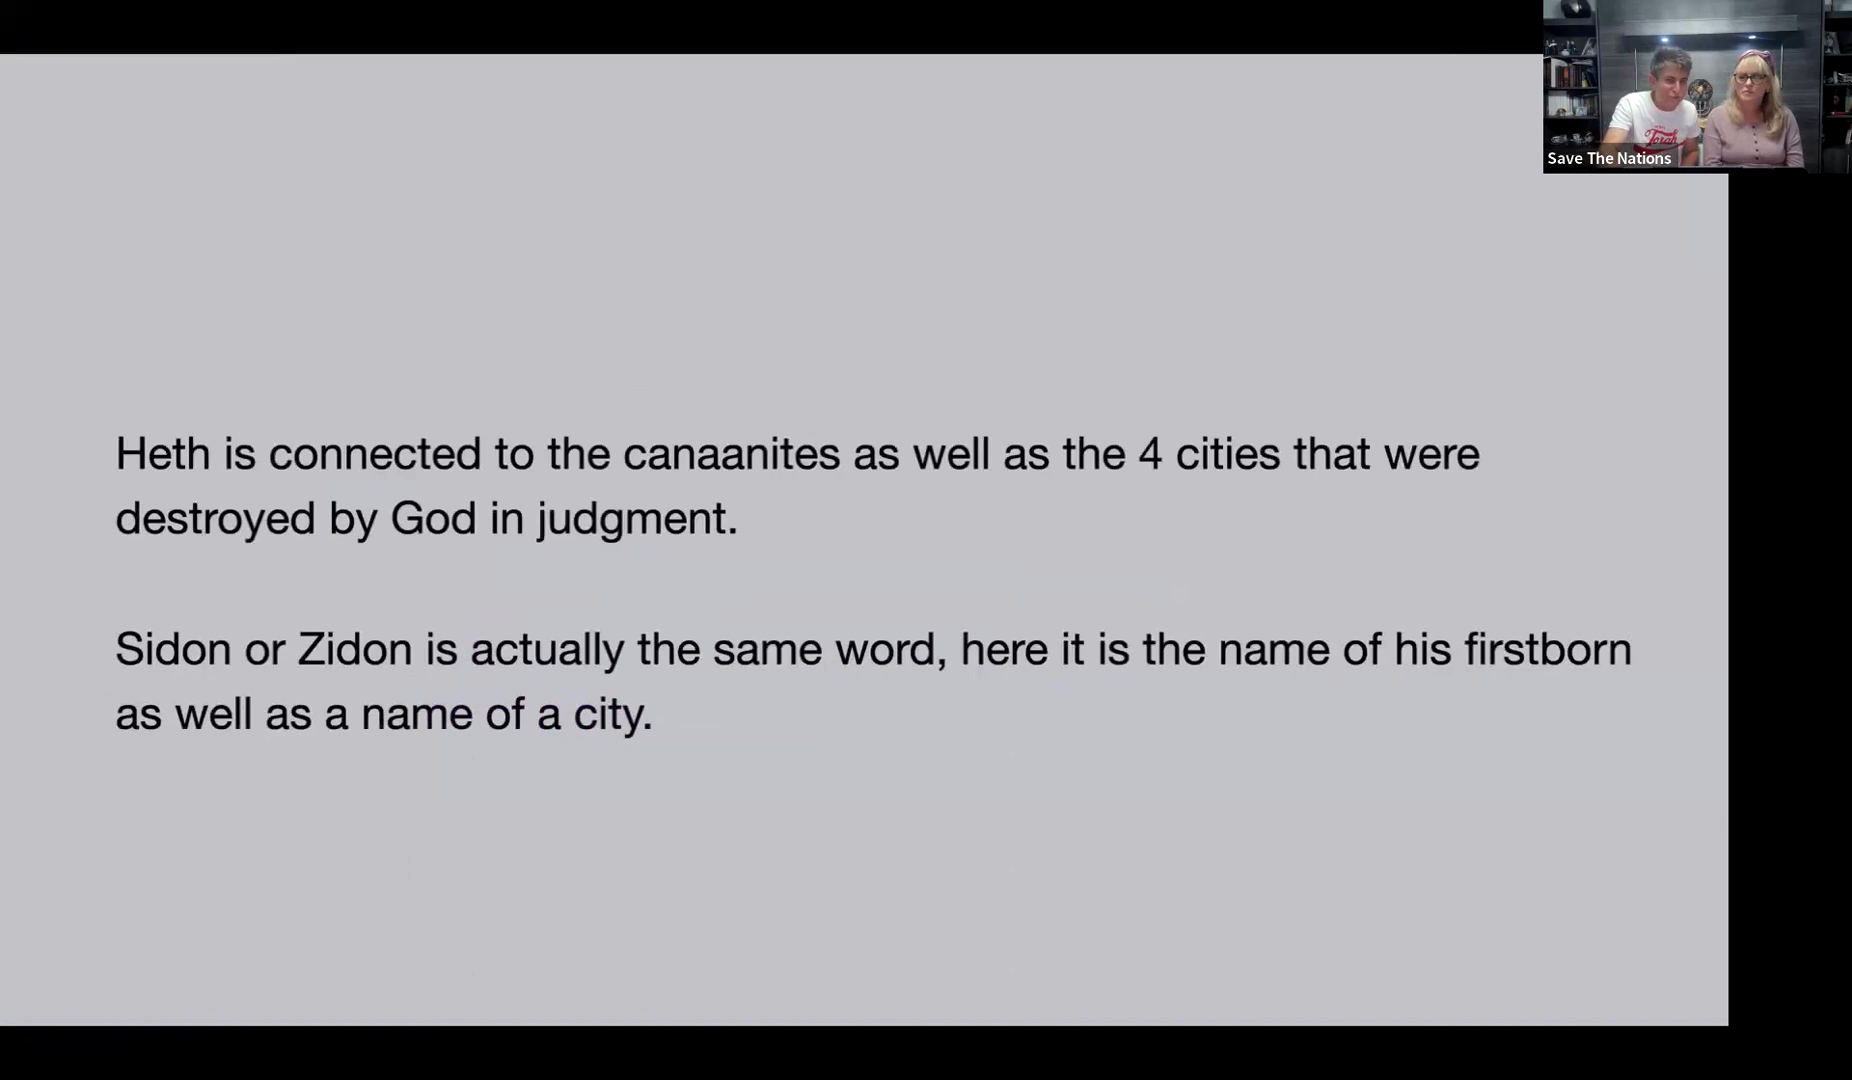 Save The Nations
Torah
Heth is connected to the canaanites as well as the 4 cities that were
destroyed by God in judgment.
Sidon or Zidon is actually the same word, here it is the name of his firstborn
as well as a name of a city.